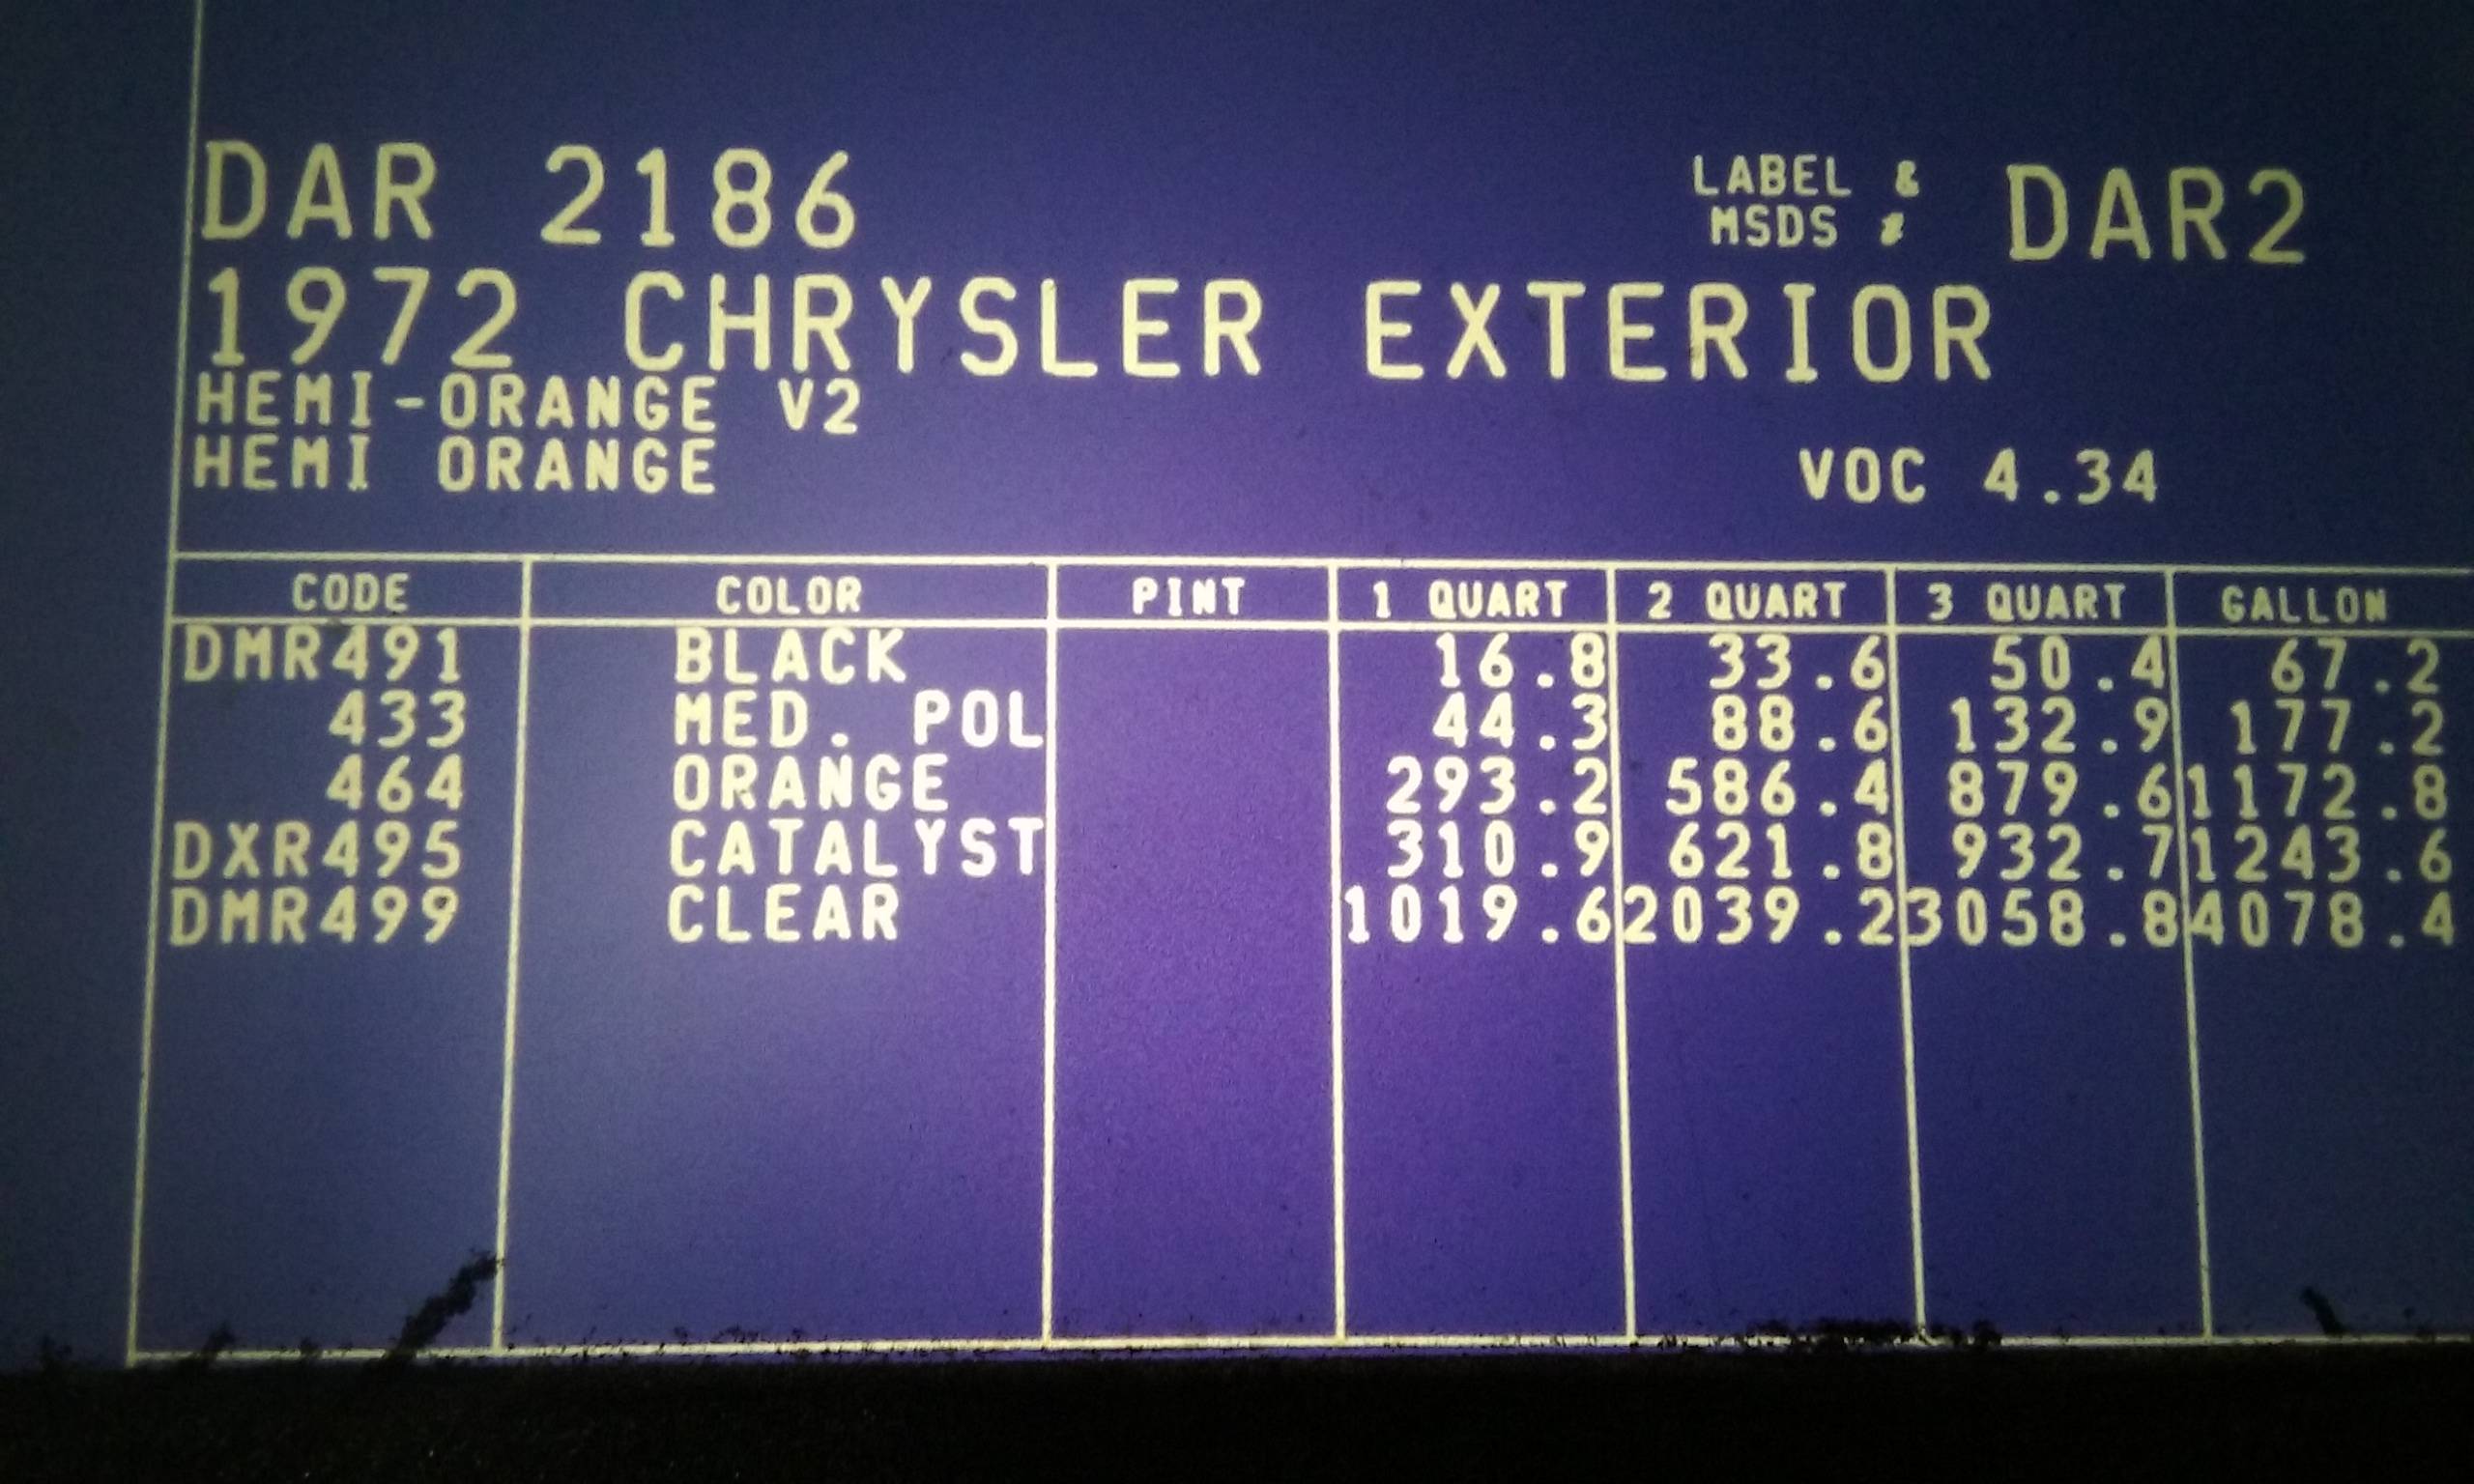 DAR 2186
LABEL &
MSDS #
DAR2
1972 CHRYSLER EXTERIOR
HEMI-ORANGE V2
HEMI ORANGE
VOC 4.34
CODE COLOR PINT 1 QUART 2 QUART 3 QUART GALLON
DMR491 BLACK 16.8 33.6 50.4 67.2
433 MED. POL 44.3 88.6 132.9 177.2
464 ORANGE 293.2 586.4 879.6 1172.8
DXR495 CATALYST 310.9 621.8 932.7 1243.6
DMR499 CLEAR 1019.6 2039.2 3058.8 4078.4